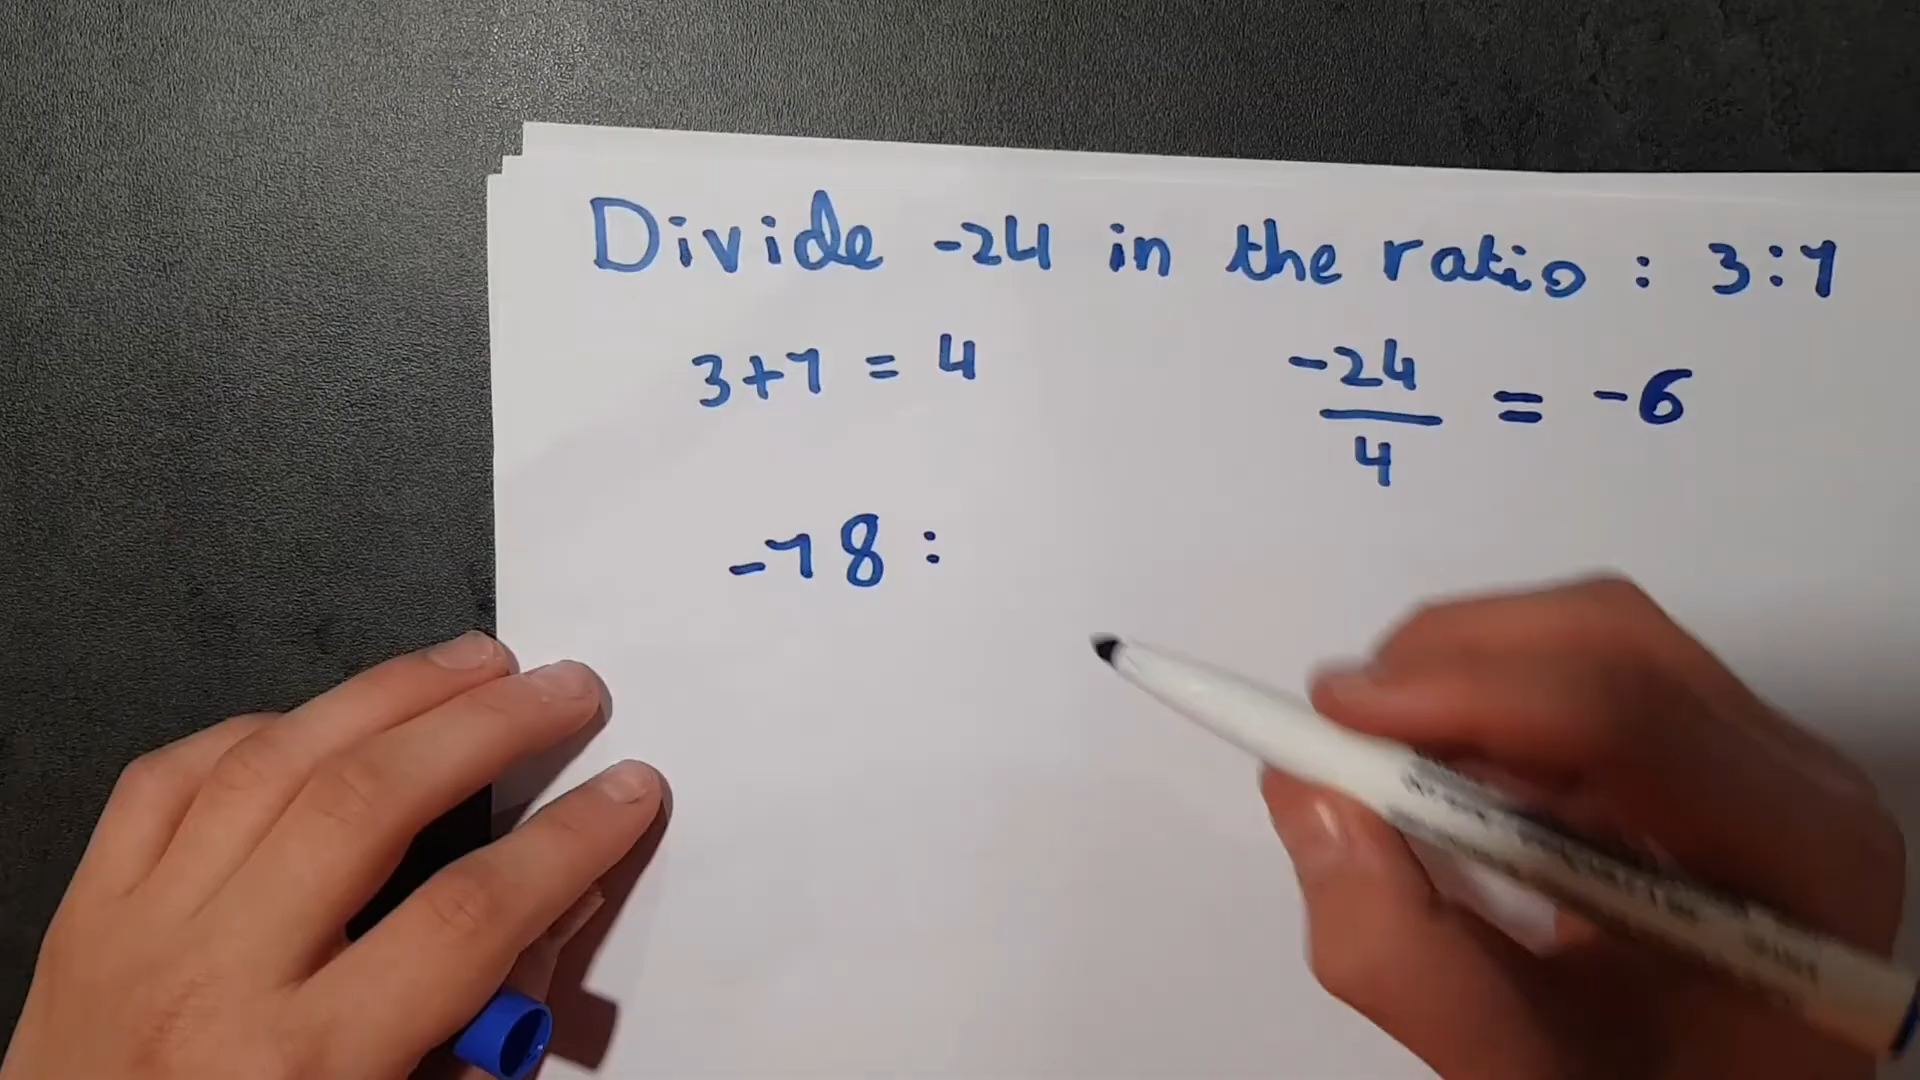 Divide -24 in the ratio : 3:1
3+1 = 4
-24
4
= -6
-18 :